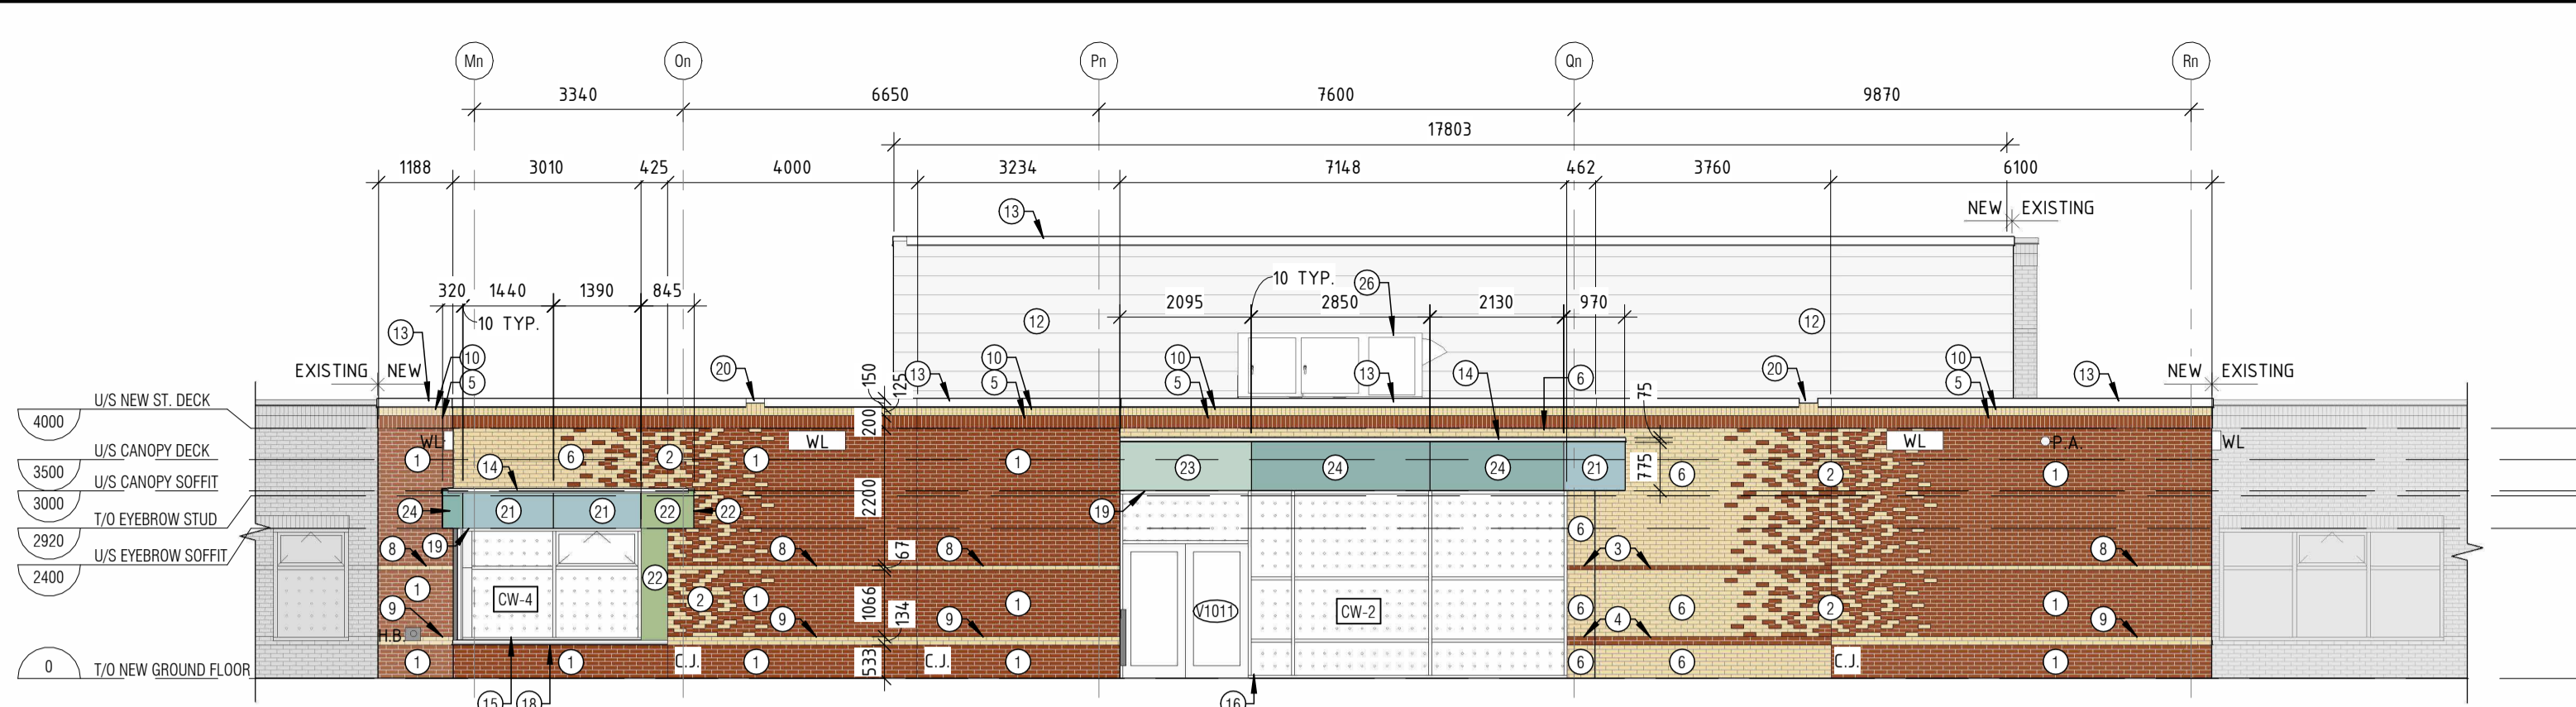 Mn On Pn Qn Rn
3340 6650 7600 9870
17803
1188 3010 425 4000 3234 7148 462 3760 6100
13
NEW EXISTING
320 1440 1390 845
10 TYP.
10 TYP. 26
2095 2850 2130 970
12 12
13
EXISTING NEW
10 5
20
150
125
13
10 5
10 5
13
14
6
75
20
10 5
13
NEW EXISTING
U/S NEW ST. DECK
4000
U/S CANOPY DECK
3500
U/S CANOPY SOFFIT
3000
T/O EYEBROW STUD
2920
U/S EYEBROW SOFFIT
2400
0 T/O NEW GROUND FLOOR
200
WL WL WL P.A. WL
1 14 6 2 1 1 23 24 24 21 775 6 2 1
24 21 21 22 22 2200 19 6
8 19 8 67 8 3 8
1 22
9 CW-4 2 1 1066 1 V1011 CW-2 6 6 2 1
H.B. 9 134 9 4 9
1 1 C.J. 1 533 C.J. 1 6 6 C.J. 1
15 18 16